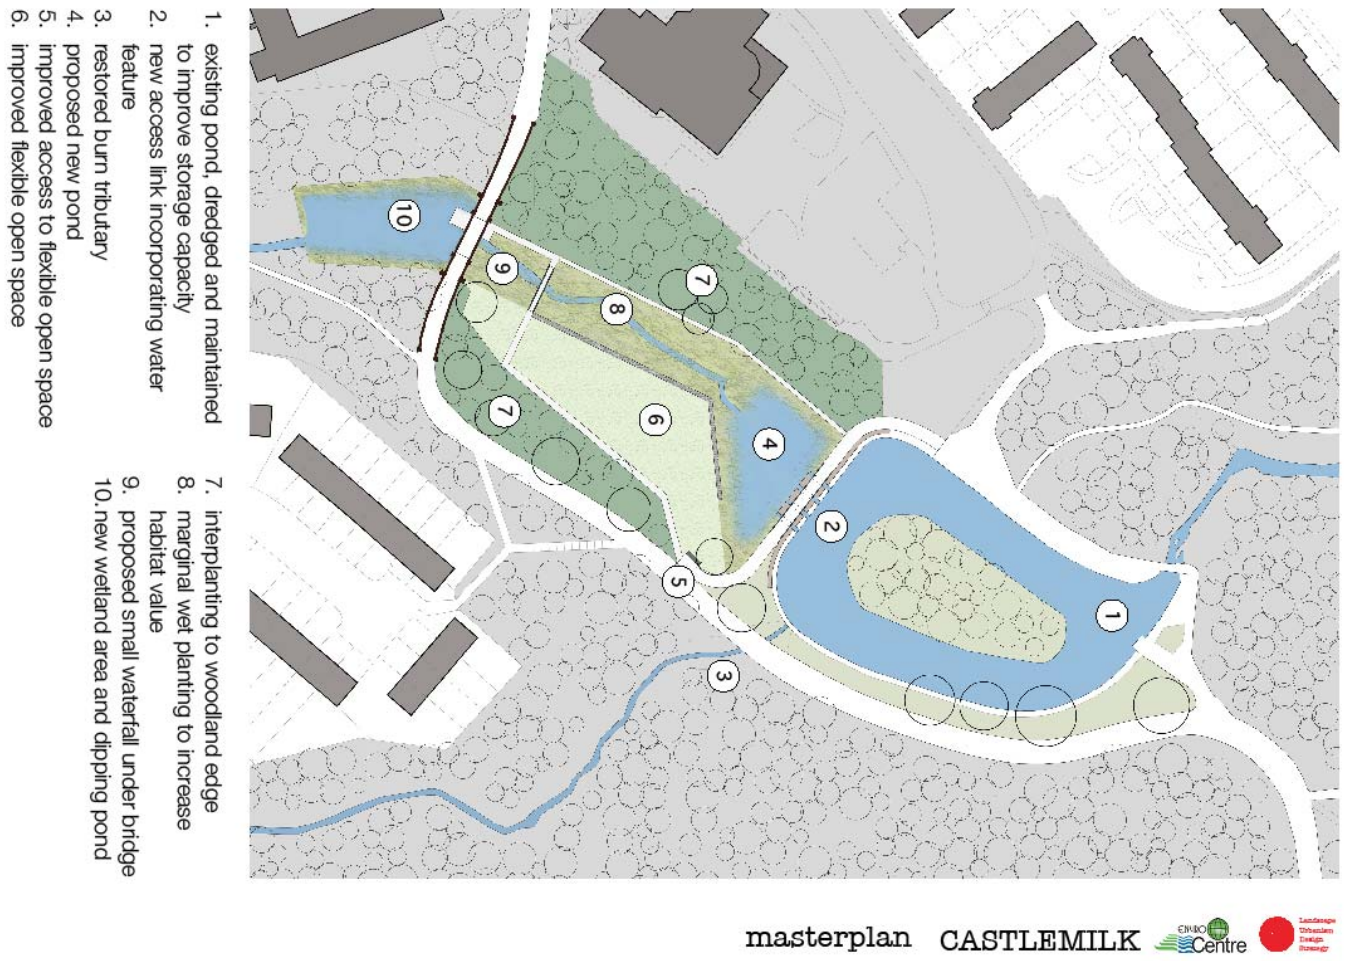 1. existing pond, dredged and maintained
to improve storage capacity
2. new access link incorporating water
feature
3. restored burn tributary
4. proposed new pond
5. improved access to flexible open space
6. improved flexible open space
7. interplanting to woodland edge
8. marginal wet planting to increase
habitat value
9. proposed small waterfall under bridge
10. new wetland area and dipping pond
10
9
8
7
7
6
4
5
3
2
1
masterplan CASTLEMILK
ENVIRO
Centre
Landscape
Urbanism
Design
Strategy